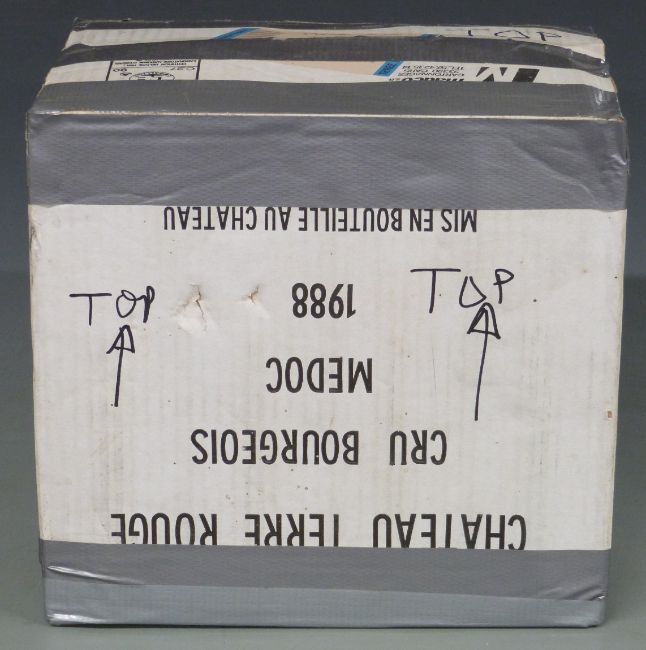 TOP
MIS EN BOUTEILLE AU CHATEAU
TOP TOP
1988
MEDOC
CRU BOURGEOIS
CHATEAU TERRE ROUGE